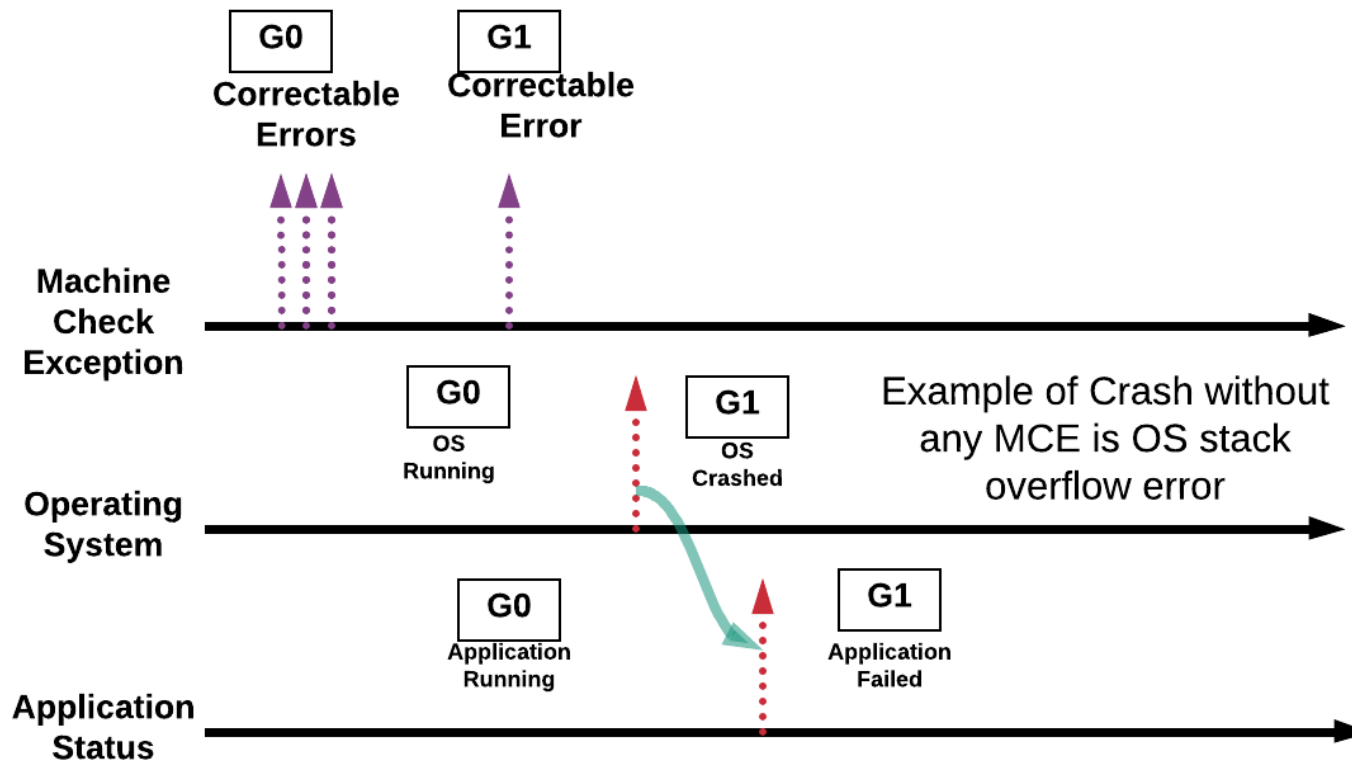 G0
Correctable
Errors
G1
Correctable
Error
Machine
Check
Exception
G0
OS
Running
G1
OS
Crashed
Example of Crash without
any MCE is OS stack
overflow error
Operating
System
G0
Application
Running
G1
Application
Failed
Application
Status